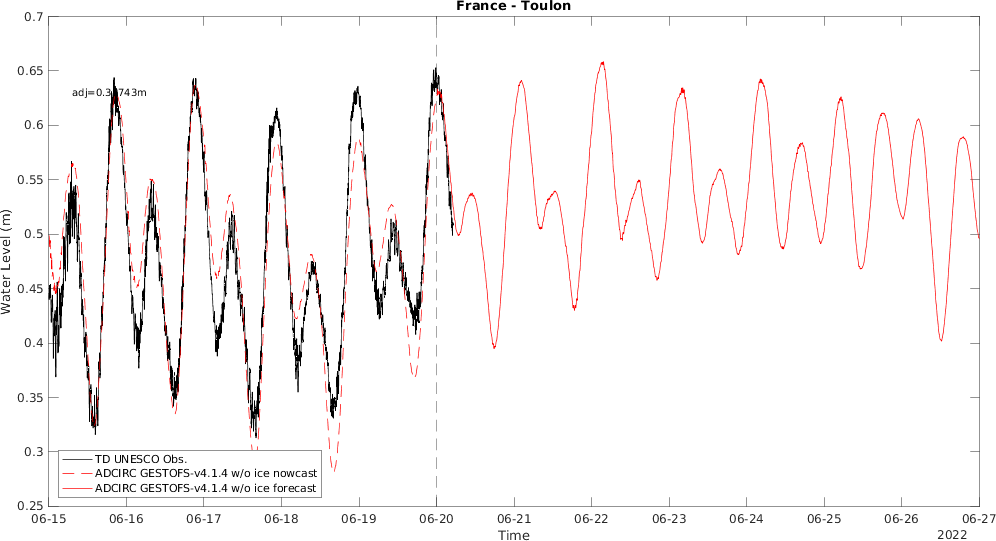 France - Toulon
0.7
0.65
0.6
0.55
0.5
0.45
0.4
0.35
0.3
0.25
Water Level (m)
TD UNESCO Obs.
ADCIRC GESTOFS-v4.1.4 w/o ice nowcast
ADCIRC GESTOFS-v4.1.4 w/o ice forecast
06-15 06-16 06-17 06-18 06-19 06-20 06-21 06-22 06-23 06-24 06-25 06-26 06-27
Time
2022